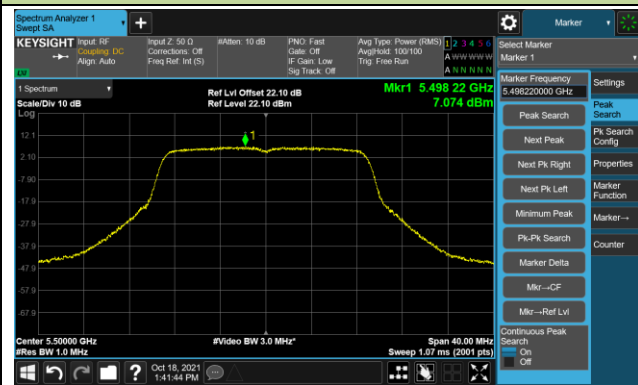 Spectrum Analyzer 1
Swept SA
Marker
KEYSIGHT
Input: RF
Coupling: DC
Align: Auto
Input Z: 50 Ω
Corrections: Off
Freq Ref: Int (S)
#Atten: 10 dB
PNO: Fast
Gate: Off
IF Gain: Low
Sig Track: Off
Avg Type: Power (RMS)
Avg|Hold: 100/100
Trig: Free Run
1 2 3 4 5 6
A W W W W W
A N N N N N
Select Marker
Marker 1
1 Spectrum
Scale/Div 10 dB
Log
Ref Lvl Offset 22.10 dB
Ref Level 22.10 dBm
Mkr1 5.498 22 GHz
7.074 dBm
12.1
2.10
-7.90
-17.9
-27.9
-37.9
-47.9
-57.9
-67.9
1
Center 5.50000 GHz
#Res BW 1.0 MHz
#Video BW 3.0 MHz*
Span 40.00 MHz
Sweep 1.07 ms (2001 pts)
Marker Frequency
5.498220000 GHz
Peak Search
Next Peak
Next Pk Right
Next Pk Left
Minimum Peak
Pk-Pk Search
Marker Delta
Mkr→CF
Mkr→Ref Lvl
Continuous Peak
Search
On
Off
Settings
Peak
Search
Pk Search
Config
Properties
Marker
Function
Marker→
Counter
Oct 18, 2021
1:41:44 PM